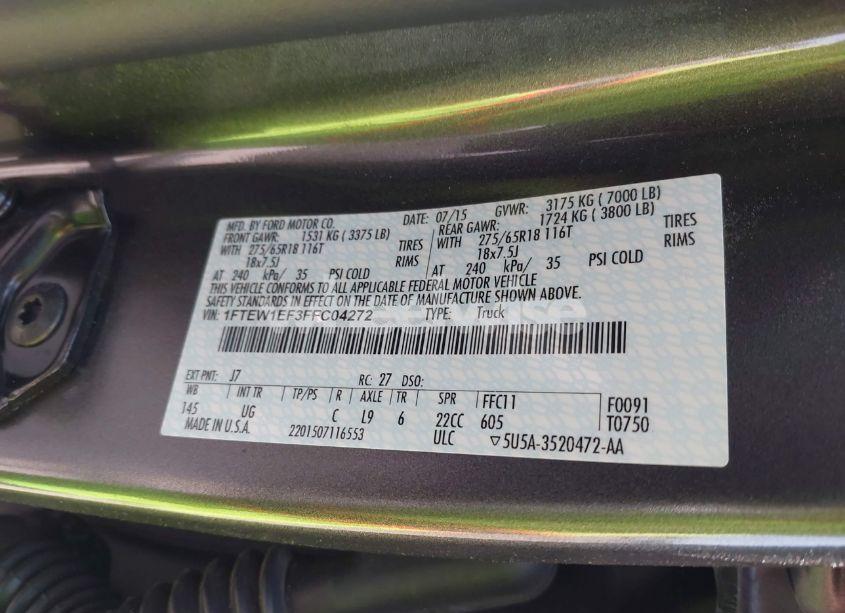 MFD. BY FORD MOTOR CO. DATE: 07/15 GVWR: 3175 KG ( 7000 LB)
FRONT GAWR: 1531 KG ( 3375 LB) REAR GAWR: 1724 KG ( 3800 LB)
WITH 275/65R18 116T TIRES WITH 275/65R18 116T TIRES
18x7.5J RIMS 18x7.5J RIMS
AT 240 kPa/ 35 PSI COLD AT 240 kPa/ 35 PSI COLD
THIS VEHICLE CONFORMS TO ALL APPLICABLE FEDERAL MOTOR VEHICLE
SAFETY STANDARDS IN EFFECT ON THE DATE OF MANUFACTURE SHOWN ABOVE.
VIN: 1FTEW1EF3FFC04272 TYPE: Truck
EXT PNT: J7 RC: 27 DSO:
WB INT TR TP/PS R AXLE TR SPR FFC11 F0091
145 UG C L9 6 22CC 605 T0750
MADE IN U.S.A. 2201507116553 ULC ▽5U5A-3520472-AA